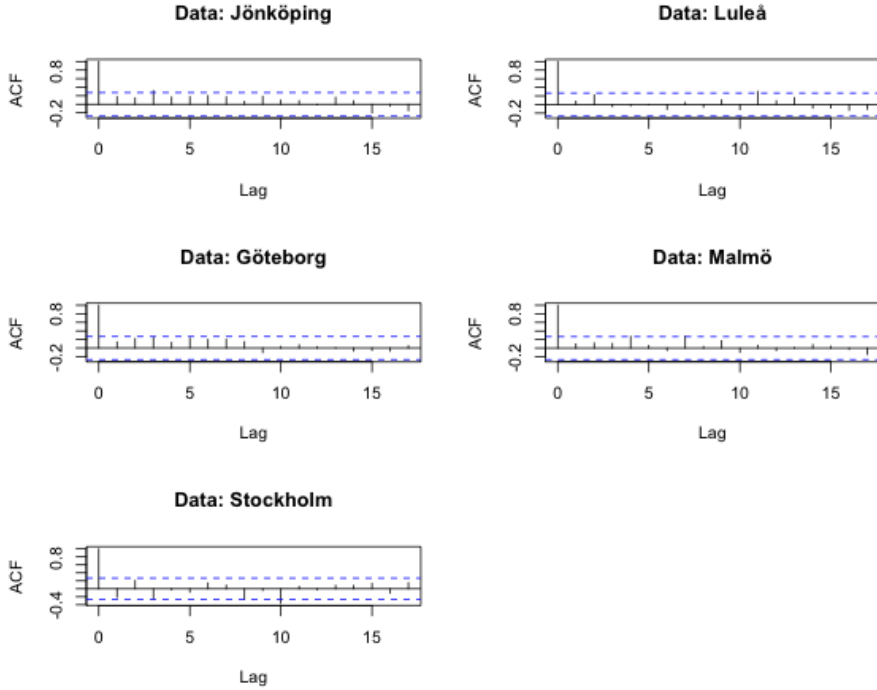 Data: Jönköping
ACF
-0.2 0.8
0 5 10 15
Lag
Data: Luleå
ACF
-0.2 0.8
0 5 10 15
Lag
Data: Göteborg
ACF
-0.2 0.8
0 5 10 15
Lag
Data: Malmö
ACF
-0.2 0.8
0 5 10 15
Lag
Data: Stockholm
ACF
-0.4 0.8
0 5 10 15
Lag